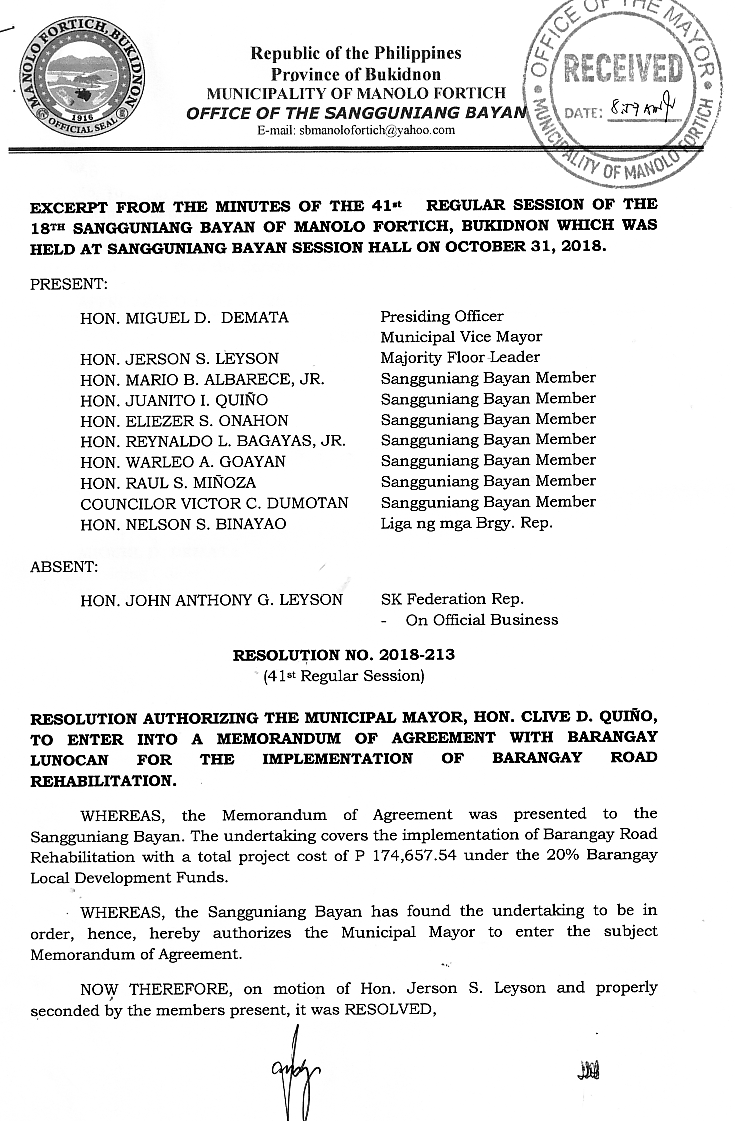 MANOLO FORTICH, BUKIDNON
1916
OFFICIAL SEAL
Republic of the Philippines
Province of Bukidnon
MUNICIPALITY OF MANOLO FORTICH
OFFICE OF THE SANGGUNIANG BAYAN
E-mail: sbmanolofortich@yahoo.com
OFFICE OF THE MAYOR
RECEIVED
DATE: 8:59 AM
MUNICIPALITY OF MANOLO FORTICH
EXCERPT FROM THE MINUTES OF THE 41st REGULAR SESSION OF THE
18TH SANGGUNIANG BAYAN OF MANOLO FORTICH, BUKIDNON WHICH WAS
HELD AT SANGGUNIANG BAYAN SESSION HALL ON OCTOBER 31, 2018.
PRESENT:
HON. MIGUEL D. DEMATA Presiding Officer
Municipal Vice Mayor
HON. JERSON S. LEYSON Majority Floor Leader
HON. MARIO B. ALBARECE, JR. Sangguniang Bayan Member
HON. JUANITO I. QUIÑO Sangguniang Bayan Member
HON. ELIEZER S. ONAHON Sangguniang Bayan Member
HON. REYNALDO L. BAGAYAS, JR. Sangguniang Bayan Member
HON. WARLEO A. GOAYAN Sangguniang Bayan Member
HON. RAUL S. MIÑOZA Sangguniang Bayan Member
COUNCILOR VICTOR C. DUMOTAN Sangguniang Bayan Member
HON. NELSON S. BINAYAO Liga ng mga Brgy. Rep.
ABSENT:
HON. JOHN ANTHONY G. LEYSON SK Federation Rep.
- On Official Business
RESOLUTION NO. 2018-213
(41st Regular Session)
RESOLUTION AUTHORIZING THE MUNICIPAL MAYOR, HON. CLIVE D. QUIÑO,
TO ENTER INTO A MEMORANDUM OF AGREEMENT WITH BARANGAY
LUNOCAN FOR THE IMPLEMENTATION OF BARANGAY ROAD
REHABILITATION.
WHEREAS, the Memorandum of Agreement was presented to the
Sangguniang Bayan. The undertaking covers the implementation of Barangay Road
Rehabilitation with a total project cost of P 174,657.54 under the 20% Barangay
Local Development Funds.
WHEREAS, the Sangguniang Bayan has found the undertaking to be in
order, hence, hereby authorizes the Municipal Mayor to enter the subject
Memorandum of Agreement.
NOW THEREFORE, on motion of Hon. Jerson S. Leyson and properly
seconded by the members present, it was RESOLVED,